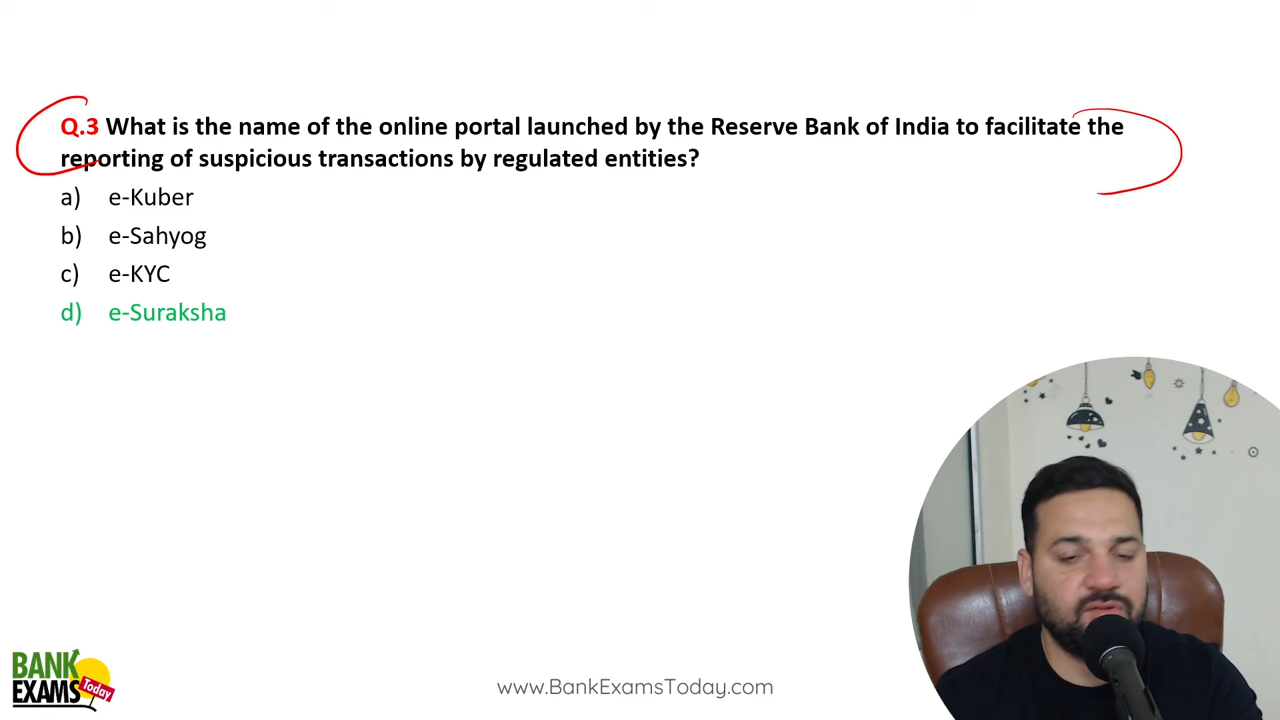 Q.3 What is the name of the online portal launched by the Reserve Bank of India to facilitate the
reporting of suspicious transactions by regulated entities?
a) e-Kuber
b) e-Sahyog
c) e-KYC
d) e-Suraksha
BANK
EXAMS
Today
www.BankExamsToday.com